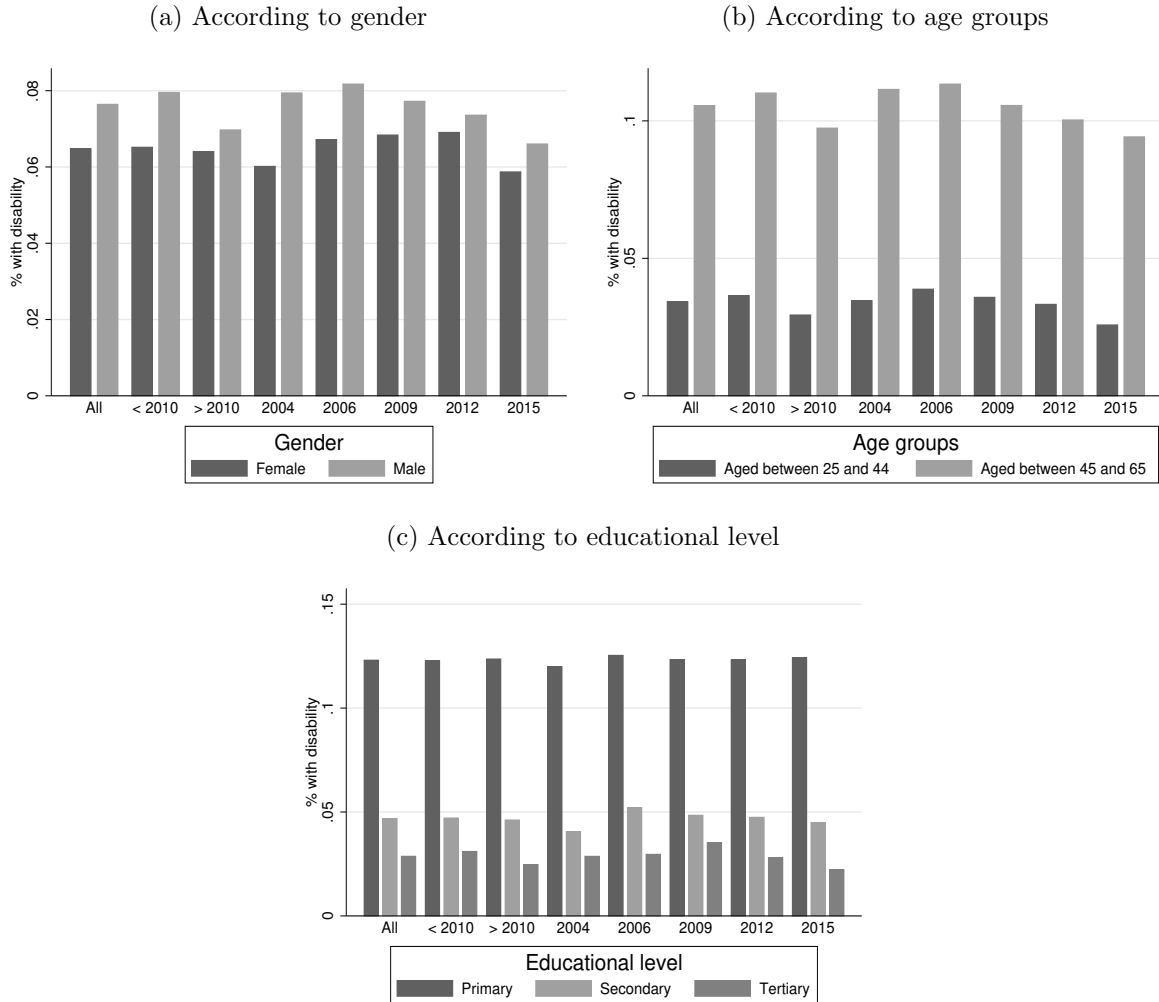 (a) According to gender
% with disability
.08
.06
.04
.02
0
All < 2010 > 2010 2004 2006 2009 2012 2015
Gender
Female Male
(b) According to age groups
% with disability
.1
.05
0
All < 2010 > 2010 2004 2006 2009 2012 2015
Age groups
Aged between 25 and 44 Aged between 45 and 65
(c) According to educational level
% with disability
.15
.1
.05
0
All < 2010 > 2010 2004 2006 2009 2012 2015
Educational level
Primary Secondary Tertiary